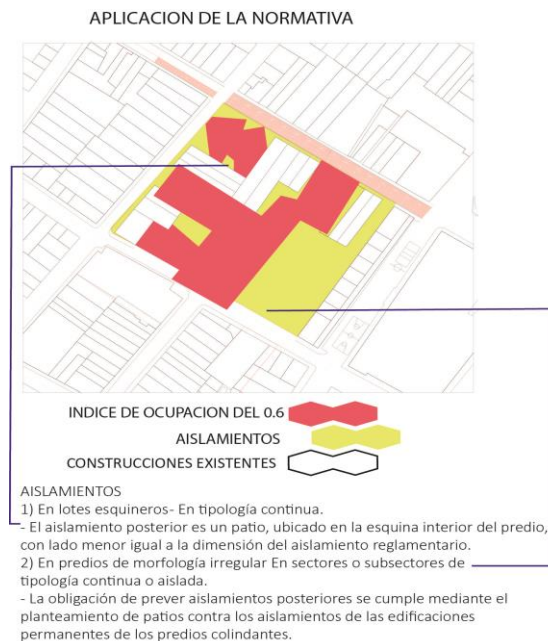 APLICACION DE LA NORMATIVA
INDICE DE OCUPACION DEL 0.6
AISLAMIENTOS
CONSTRUCCIONES EXISTENTES
AISLAMIENTOS
1) En lotes esquineros- En tipología continua.
- El aislamiento posterior es un patio, ubicado en la esquina interior del predio,
con lado menor igual a la dimensión del aislamiento reglamentario.
2) En predios de morfología irregular En sectores o subsectores de
tipología continua o aislada.
- La obligación de prever aislamientos posteriores se cumple mediante el
planteamiento de patios contra los aislamientos de las edificaciones
permanentes de los predios colindantes.